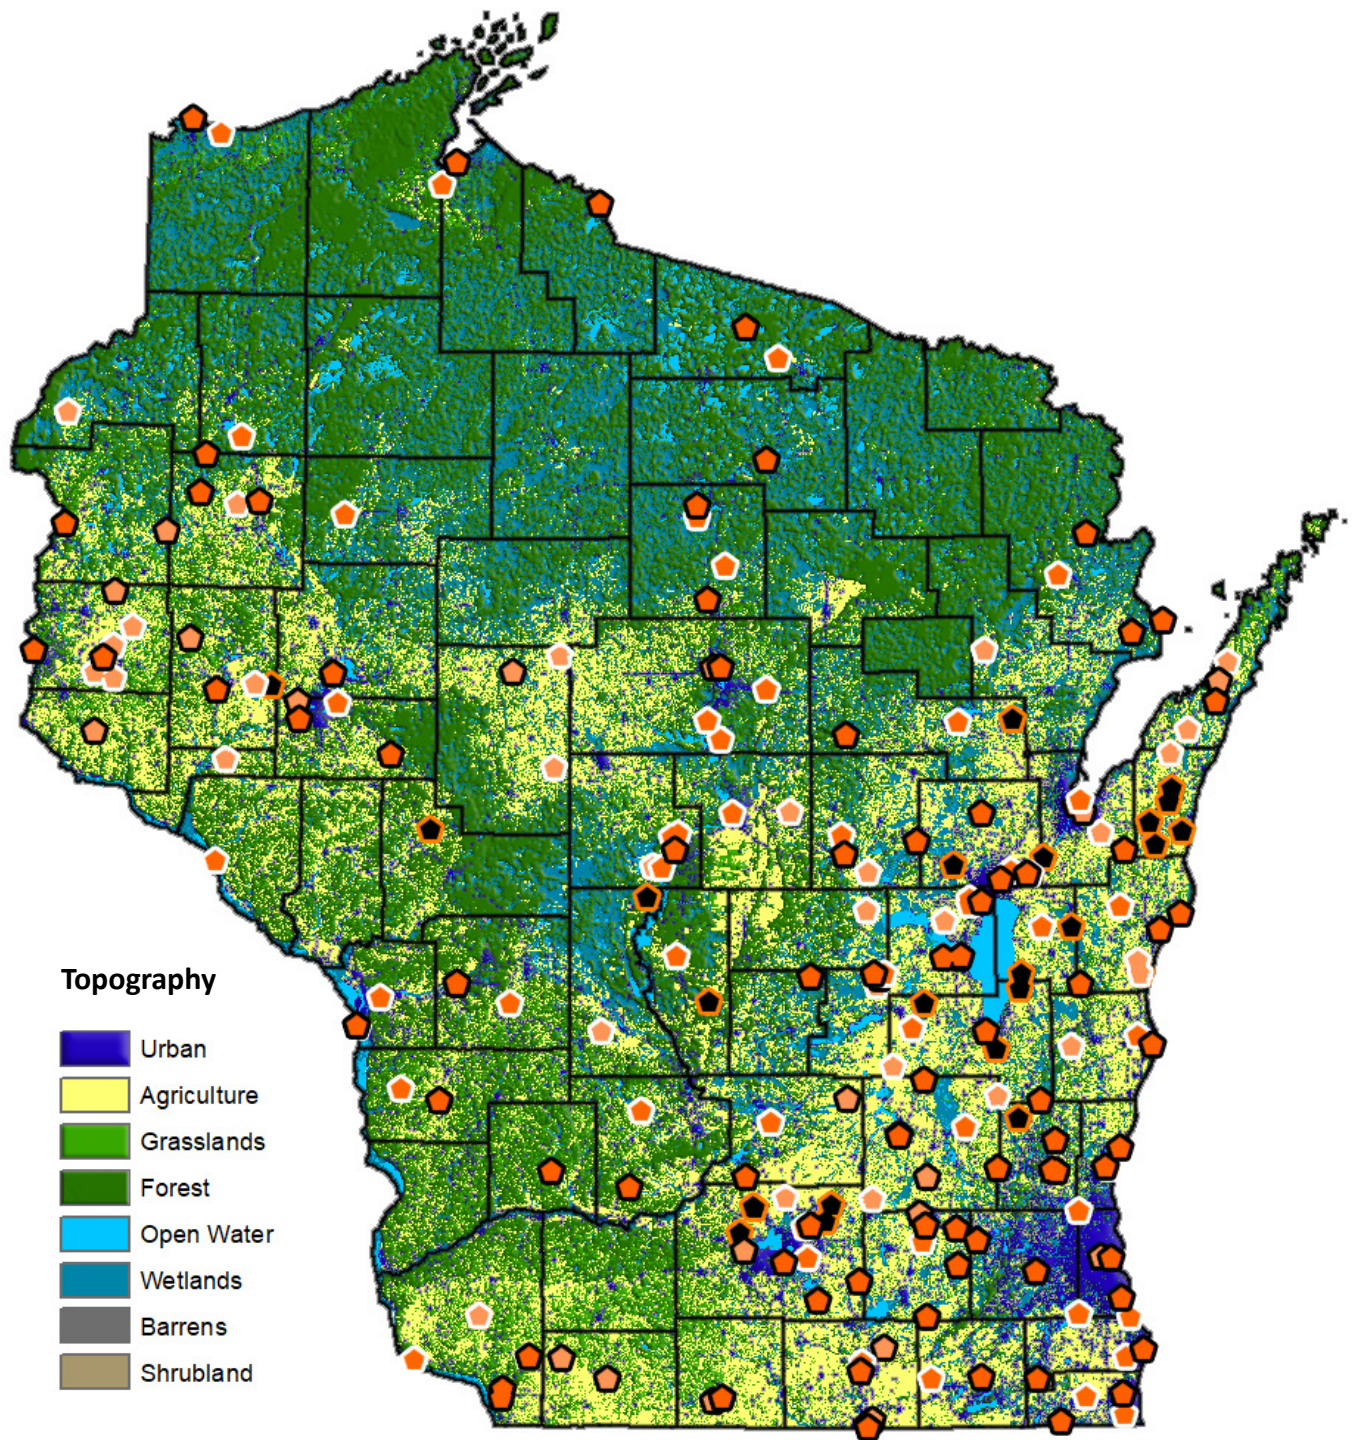 Topography
Urban
Agriculture
Grasslands
Forest
Open Water
Wetlands
Barrens
Shrubland